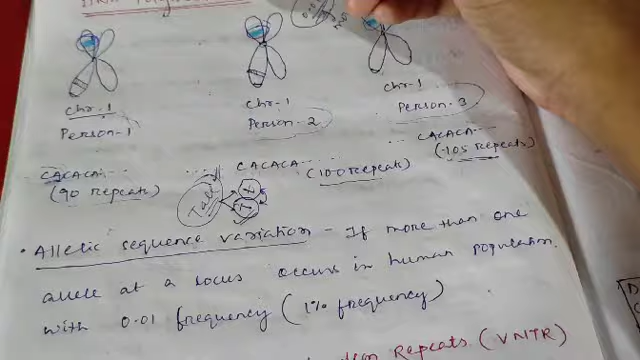 Chr. 1 Person-1
Chr-1 Person-2
Chr-1 Person-3
CACACA...
(90 Repeats)
.... CACACA....
(100 Repeats)
... CACACA...
(105 Repeats)
Tall
T
T
• Allelic sequence variation - If more than one
allele at a locus occurs in human population
with 0.01 frequency (1% frequency)
Repeats (VNTR)